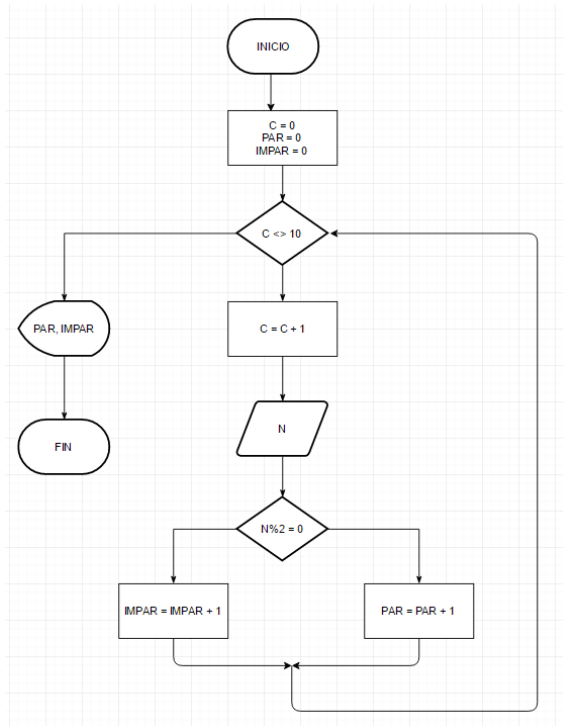 INICIO
C = 0
PAR = 0
IMPAR = 0
C <> 10
PAR, IMPAR
C = C + 1
N
FIN
N%2 = 0
IMPAR = IMPAR + 1
PAR = PAR + 1